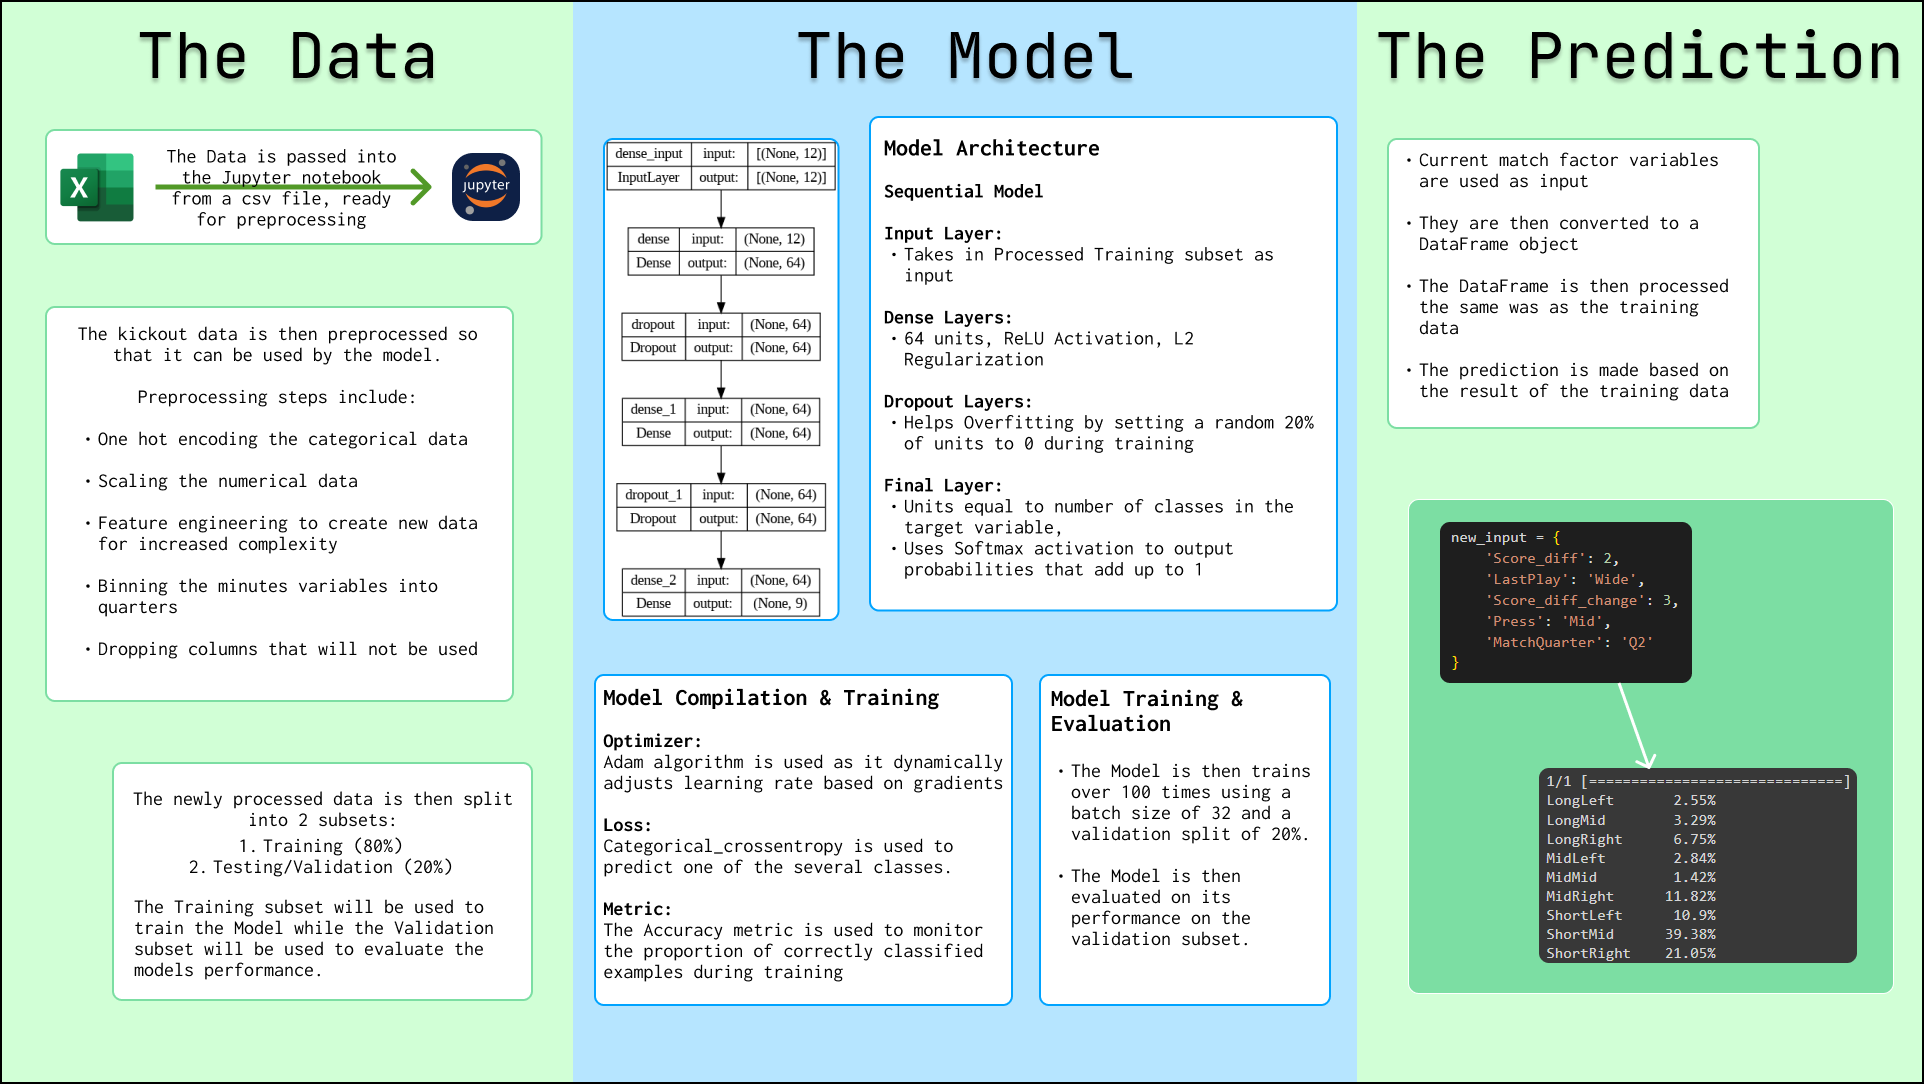 The Data
The Data is passed into
the Jupyter notebook
from a csv file, ready
for preprocessing
X
jupyter
The kickout data is then preprocessed so
that it can be used by the model.
Preprocessing steps include:
· One hot encoding the categorical data
· Scaling the numerical data
· Feature engineering to create new data
for increased complexity
· Binning the minutes variables into
quarters
· Dropping columns that will not be used
The newly processed data is then split
into 2 subsets:
1. Training (80%)
2. Testing/Validation (20%)
The Training subset will be used to
train the Model while the Validation
subset will be used to evaluate the
models performance.
The Model
dense_input input: [(None, 12)]
InputLayer output: [(None, 12)]
dense input: (None, 12)
Dense output: (None, 64)
dropout input: (None, 64)
Dropout output: (None, 64)
dense_1 input: (None, 64)
Dense output: (None, 64)
dropout_1 input: (None, 64)
Dropout output: (None, 64)
dense_2 input: (None, 64)
Dense output: (None, 9)
Model Architecture
Sequential Model
Input Layer:
· Takes in Processed Training subset as
input
Dense Layers:
· 64 units, ReLU Activation, L2
Regularization
Dropout Layers:
· Helps Overfitting by setting a random 20%
of units to 0 during training
Final Layer:
· Units equal to number of classes in the
target variable,
· Uses Softmax activation to output
probabilities that add up to 1
Model Compilation & Training
Optimizer:
Adam algorithm is used as it dynamically
adjusts learning rate based on gradients
Loss:
Categorical_crossentropy is used to
predict one of the several classes.
Metric:
The Accuracy metric is used to monitor
the proportion of correctly classified
examples during training
Model Training &
Evaluation
· The Model is then trains
over 100 times using a
batch size of 32 and a
validation split of 20%.
· The Model is then
evaluated on its
performance on the
validation subset.
The Prediction
· Current match factor variables
are used as input
· They are then converted to a
DataFrame object
· The DataFrame is then processed
the same was as the training
data
· The prediction is made based on
the result of the training data
new_input = {
'Score_diff': 2,
'LastPlay': 'Wide',
'Score_diff_change': 3,
'Press': 'Mid',
'MatchQuarter': 'Q2'
}
1/1 [==============================]
LongLeft 2.55%
LongMid 3.29%
LongRight 6.75%
MidLeft 2.84%
MidMid 1.42%
MidRight 11.82%
ShortLeft 10.9%
ShortMid 39.38%
ShortRight 21.05%